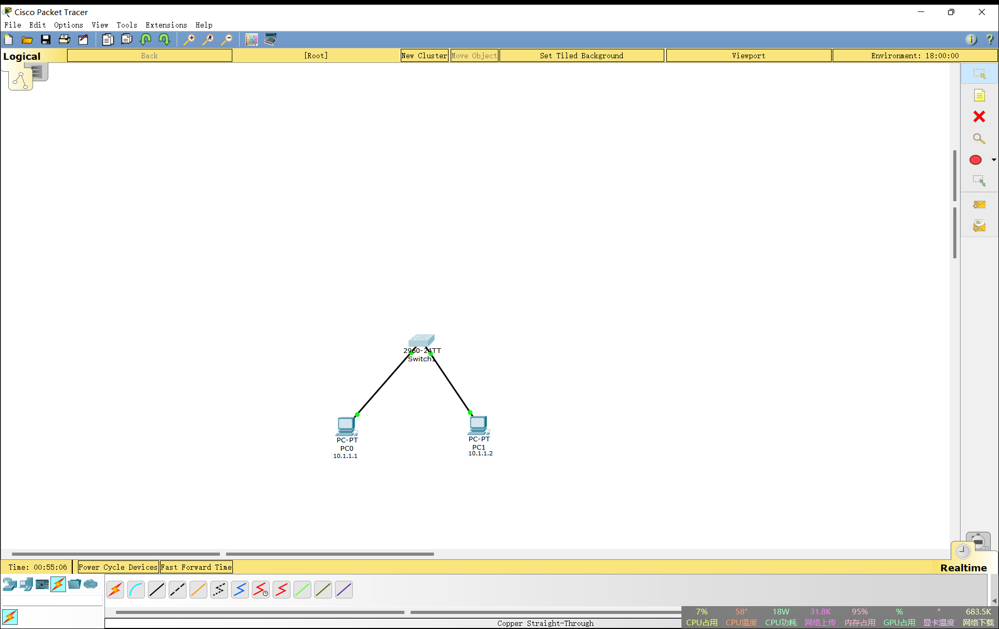 Cisco Packet Tracer
File Edit Options View Tools Extensions Help
Logical Back [Root] New Cluster Move Object Set Tiled Background Viewport Environment: 18:00:00
2960-24TT
Switch1
PC-PT
PC0
10.1.1.1
PC-PT
PC1
10.1.1.2
Time: 00:55:06 Power Cycle Devices Fast Forward Time Realtime
7% 58° 18W 31.8K 95% % ° 683.5K
CPU占用 CPU温度 CPU功耗 网络上传 内存占用 GPU占用 显卡温度 网络下载
Copper Straight-Through